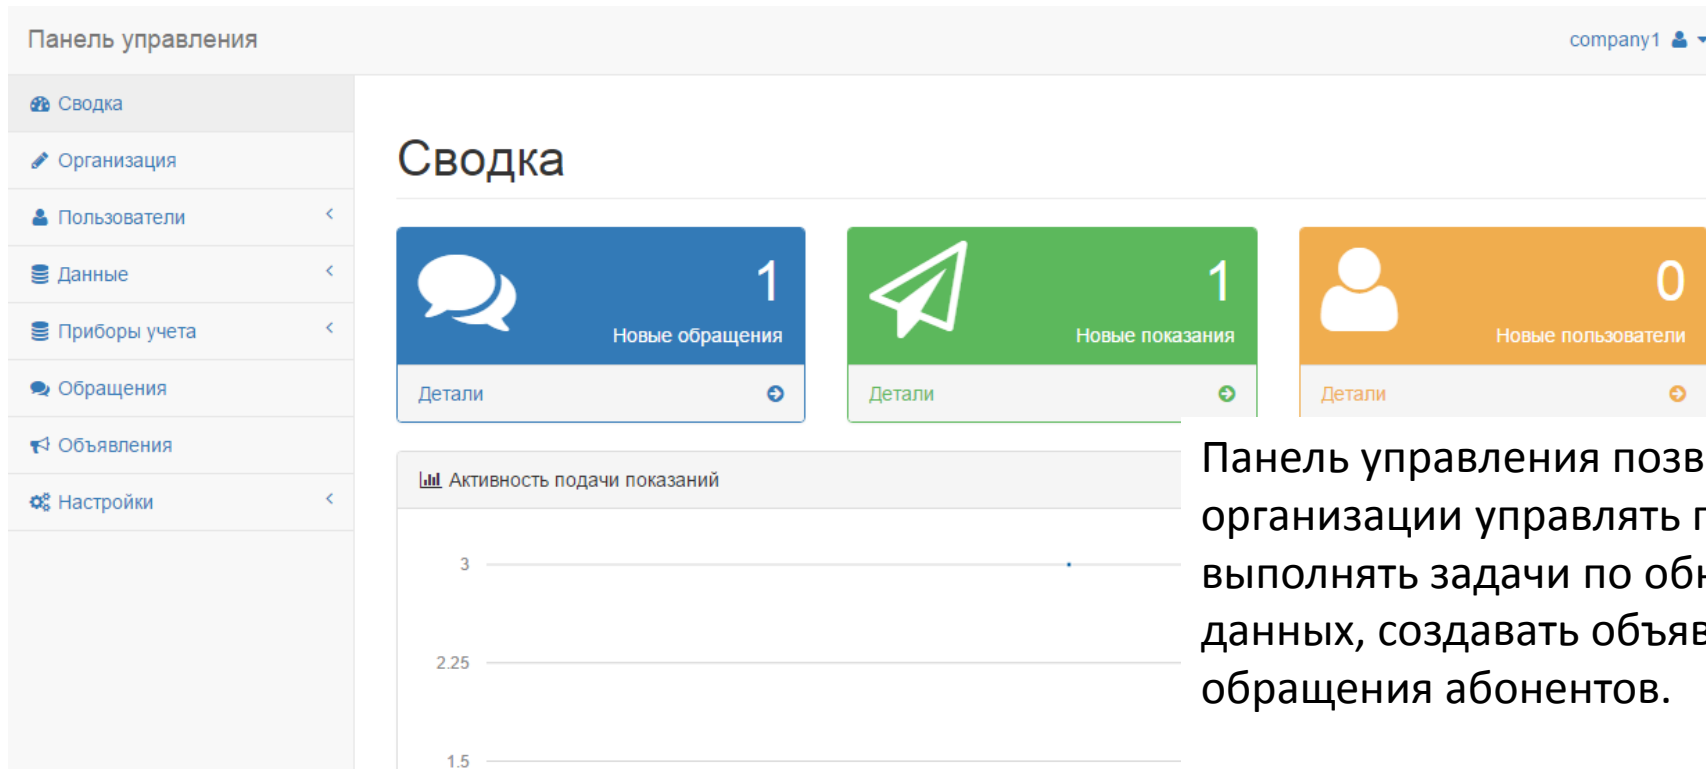 Панель управления
company1
Сводка
Организация
Пользователи
Данные
Приборы учета
Обращения
Объявления
Настройки
Сводка
1
Новые обращения
Детали
1
Новые показания
Детали
0
Новые пользователи
Детали
Активность подачи показаний
3
2.25
1.5
Панель управления
организации управлять
выполнять задачи по
данных, создавать
обращения абонентов.